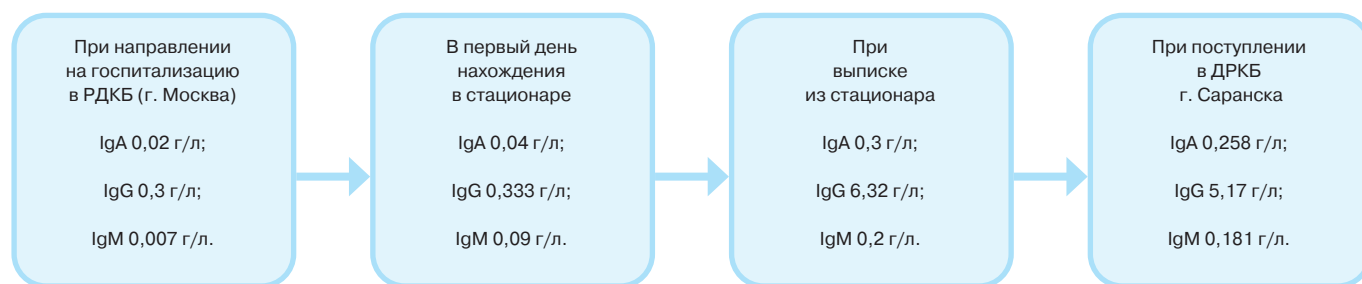 При направлении
на госпитализацию
в РДКБ (г. Москва)
IgA 0,02 г/л;
IgG 0,3 г/л;
IgM 0,007 г/л.
В первый день
нахождения
в стационаре
IgA 0,04 г/л;
IgG 0,333 г/л;
IgM 0,09 г/л.
При
выписке
из стационара
IgA 0,3 г/л;
IgG 6,32 г/л;
IgM 0,2 г/л.
При поступлении
в ДРКБ
г. Саранска
IgA 0,258 г/л;
IgG 5,17 г/л;
IgM 0,181 г/л.